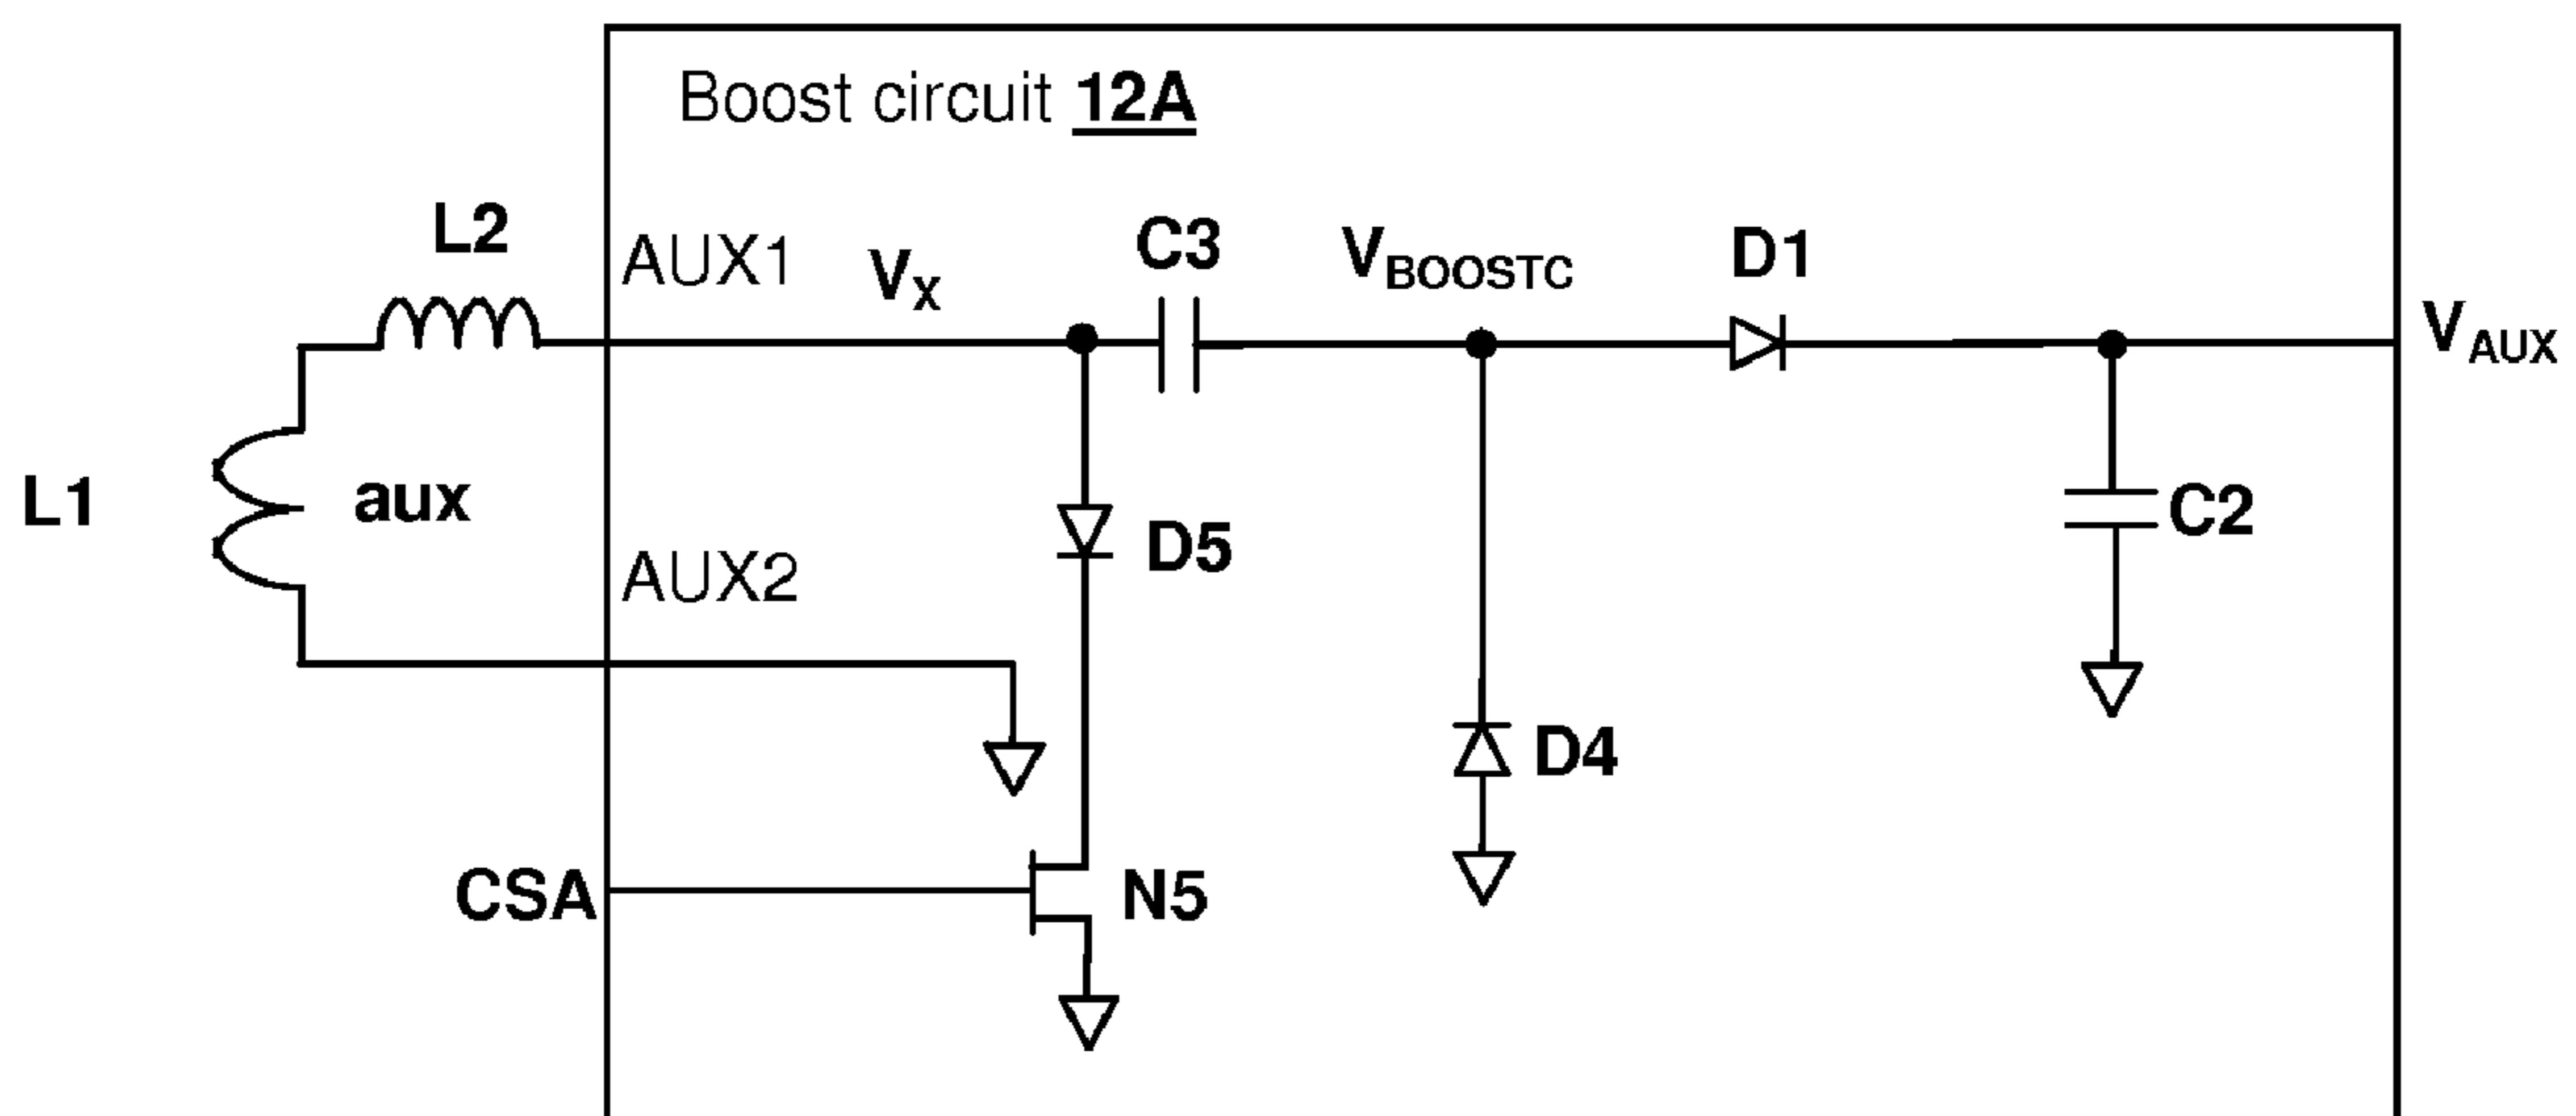 Boost circuit 12A
L2
AUX1
VX
C3
VBOOSTC
D1
VAUX
L1
aux
AUX2
D5
C2
D4
CSA
N5